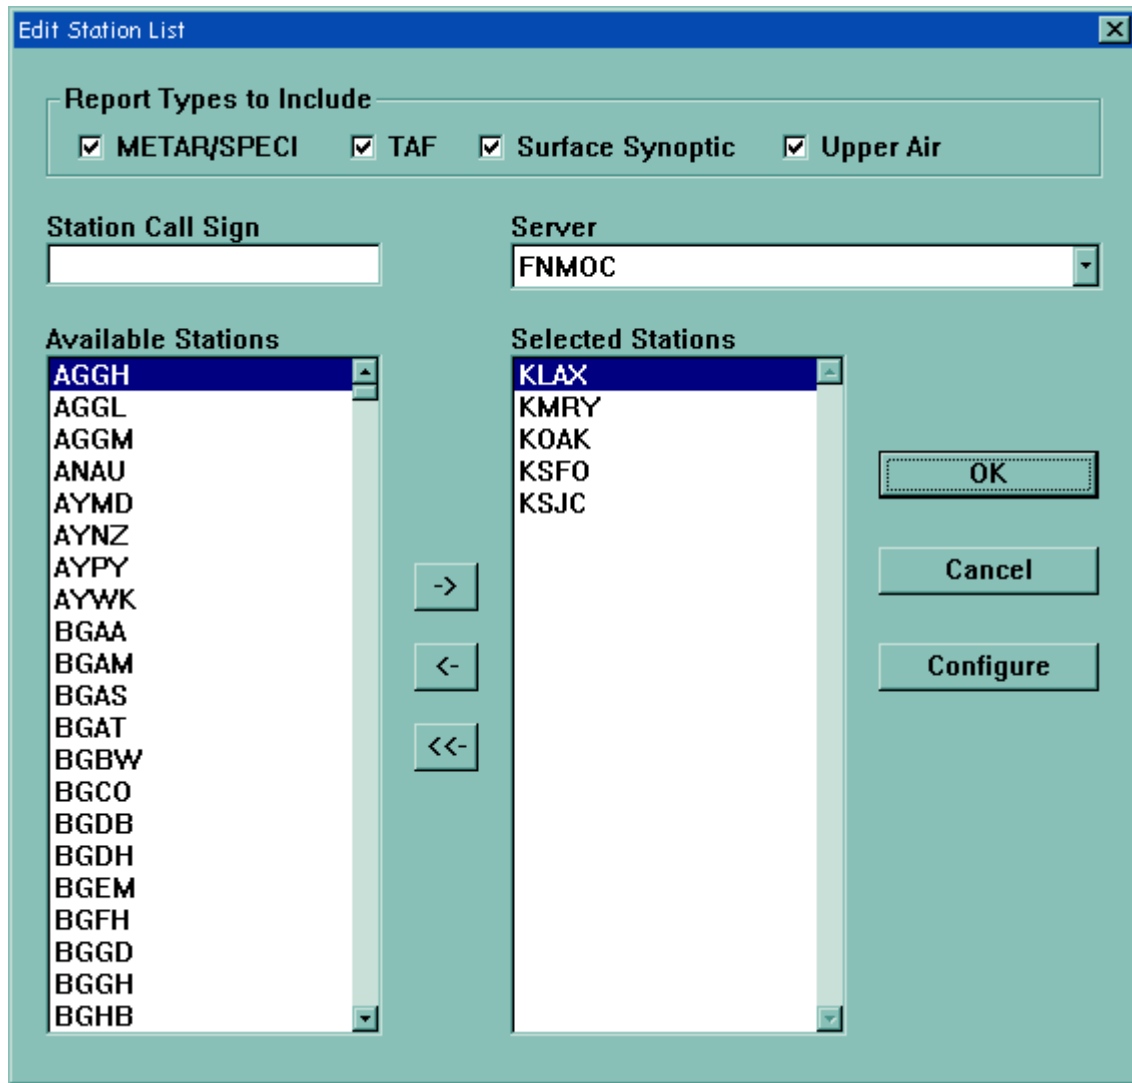 Edit Station List
Report Types to Include
METAR/SPECI TAF Surface Synoptic Upper Air
Station Call Sign
Server
FNMOC
Available Stations
AGGH
AGGL
AGGM
ANAU
AYMD
AYNZ
AYPY
AYWK
BGAA
BGAM
BGAS
BGAT
BGBW
BGCO
BGDB
BGDH
BGEM
BGFH
BGGD
BGGH
BGHB
->
<-
<<-
Selected Stations
KLAX
KMRY
KOAK
KSFO
KSJC
OK
Cancel
Configure